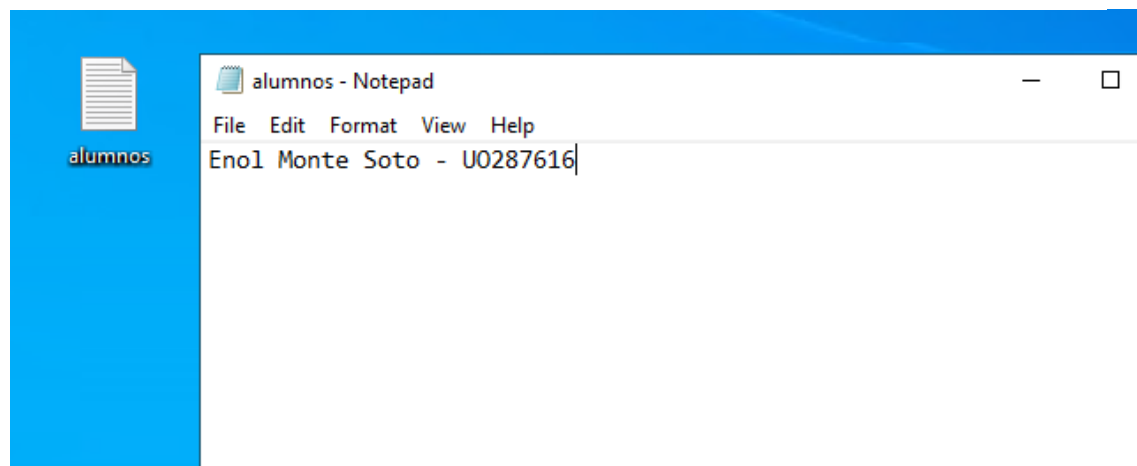 alumnos - Notepad
File Edit Format View Help
alumnos
Enol Monte Soto - UO287616